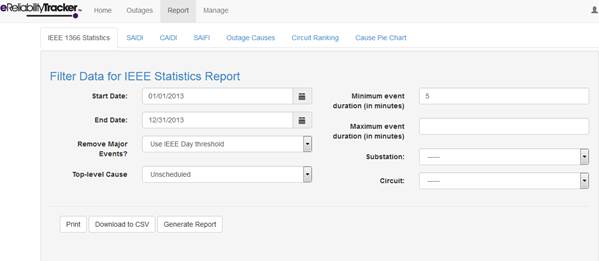 eReliabilityTracker™ Home Outages Report Manage
IEEE 1366 Statistics SAIDI CAIDI SAIFI Outage Causes Circuit Ranking Cause Pie Chart
Filter Data for IEEE Statistics Report
Start Date: 01/01/2013
End Date: 12/31/2013
Remove Major Events? Use IEEE Day threshold
Top-level Cause Unscheduled
Minimum event duration (in minutes) 5
Maximum event duration (in minutes)
Substation: -----
Circuit: -----
Print Download to CSV Generate Report